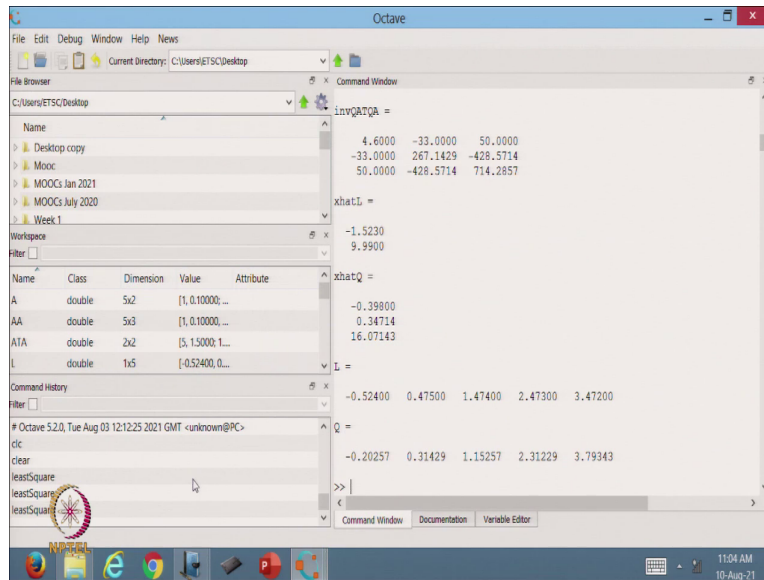 Octave
File Edit Debug Window Help News
Current Directory: C:\Users\ETSC\Desktop
File Browser
C:/Users/ETSC/Desktop
Name
Desktop copy
Mooc
MOOCs Jan 2021
MOOCs July 2020
Week 1
Workspace
Filter
Name Class Dimension Value Attribute
A double 5x2 [1, 0.10000; ...
AA double 5x3 [1, 0.10000, ...
ATA double 2x2 [5, 1.5000; 1....
L double 1x5 [-0.52400, 0....
Command History
Filter
# Octave 5.2.0, Tue Aug 03 12:12:25 2021 GMT <unknown@PC>
clc
clear
leastSquare
leastSquare
leastSquar
NPTEL
Command Window
invQATQA =
4.6000 -33.0000 50.0000
-33.0000 267.1429 -428.5714
50.0000 -428.5714 714.2857
xhatL =
-1.5230
9.9900
xhatQ =
-0.39800
0.34714
16.07143
L =
-0.52400 0.47500 1.47400 2.47300 3.47200
Q =
-0.20257 0.31429 1.15257 2.31229 3.79343
>>
Command Window Documentation Variable Editor
11:04 AM
10-Aug-21